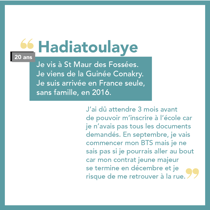 Hadiatoulaye
20 ans
Je vis à St Maur des Fossées.
Je viens de la Guinée Conakry.
Je suis arrivée en France seule,
sans famille, en 2016.
J'ai dû attendre 3 mois avant
de pouvoir m'inscrire à l'école car
je n'avais pas tous les documents
demandés. En septembre, je vais
commencer mon BTS mais je ne
sais pas si je pourrais aller au bout
car mon contrat jeune majeur
se termine en décembre et je
risque de me retrouver à la rue.